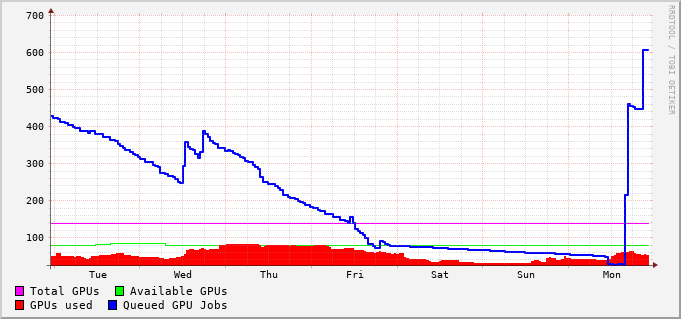 700
600
500
400
300
200
100
Tue Wed Thu Fri Sat Sun Mon
RRDTOOL / TOBI OETIKER
Total GPUs Available GPUs
GPUs used Queued GPU Jobs